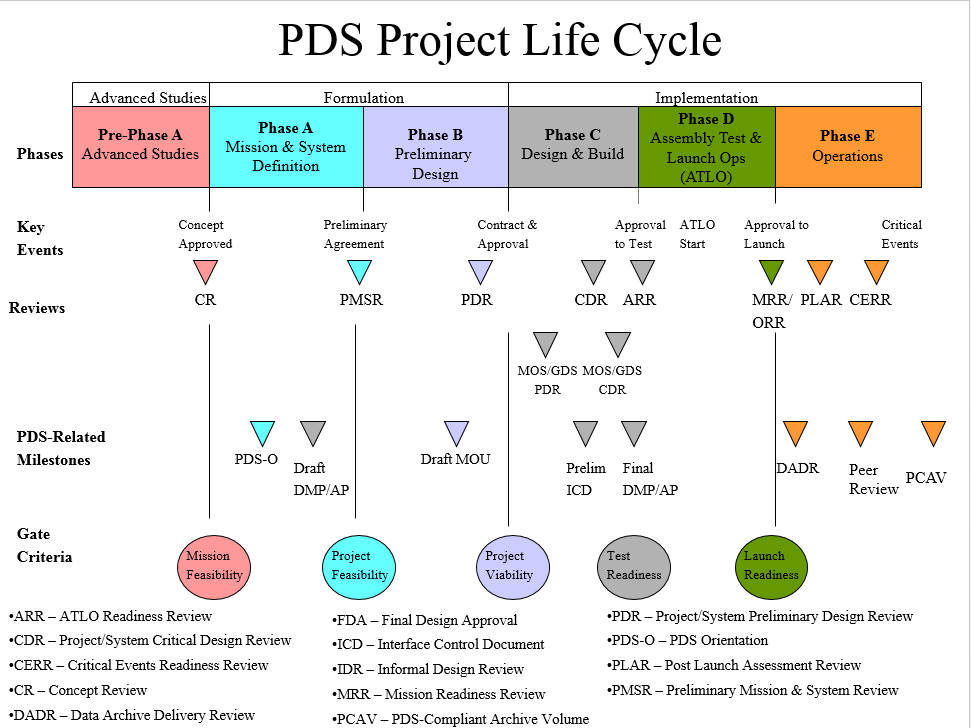 PDS Project Life Cycle
Advanced Studies
Formulation
Implementation
Phases
Pre-Phase A
Advanced Studies
Phase A
Mission & System
Definition
Phase B
Preliminary
Design
Phase C
Design & Build
Phase D
Assembly Test &
Launch Ops
(ATLO)
Phase E
Operations
Key
Events
Concept
Approved
Preliminary
Agreement
Contract &
Approval
Approval
to Test
ATLO
Start
Approval to
Launch
Critical
Events
Reviews
CR
PMSR
PDR
CDR
ARR
MRR/
ORR
PLAR
CERR
MOS/GDS
PDR
MOS/GDS
CDR
PDS-Related
Milestones
PDS-O
Draft
DMP/AP
Draft MOU
Prelim
ICD
Final
DMP/AP
DADR
Peer
Review
PCAV
Gate
Criteria
Mission
Feasibility
Project
Feasibility
Project
Viability
Test
Readiness
Launch
Readiness
•ARR – ATLO Readiness Review
•CDR – Project/System Critical Design Review
•CERR – Critical Events Readiness Review
•CR – Concept Review
•DADR – Data Archive Delivery Review
•FDA – Final Design Approval
•ICD – Interface Control Document
•IDR – Informal Design Review
•MRR – Mission Readiness Review
•PCAV – PDS-Compliant Archive Volume
•PDR – Project/System Preliminary Design Review
•PDS-O – PDS Orientation
•PLAR – Post Launch Assessment Review
•PMSR – Preliminary Mission & System Review